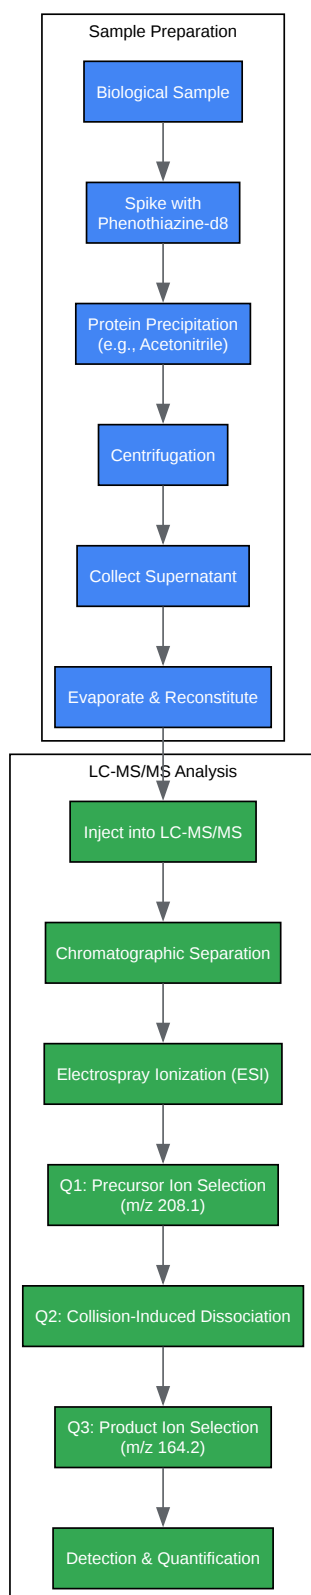 Sample Preparation
Biological Sample
Spike with
Phenothiazine-d8
Protein Precipitation
(e.g., Acetonitrile)
Centrifugation
Collect Supernatant
Evaporate & Reconstitute
LC-MS/MS Analysis
Inject into LC-MS/MS
Chromatographic Separation
Electrospray Ionization (ESI)
Q1: Precursor Ion Selection
(m/z 208.1)
Q2: Collision-Induced Dissociation
Q3: Product Ion Selection
(m/z 164.2)
Detection & Quantification